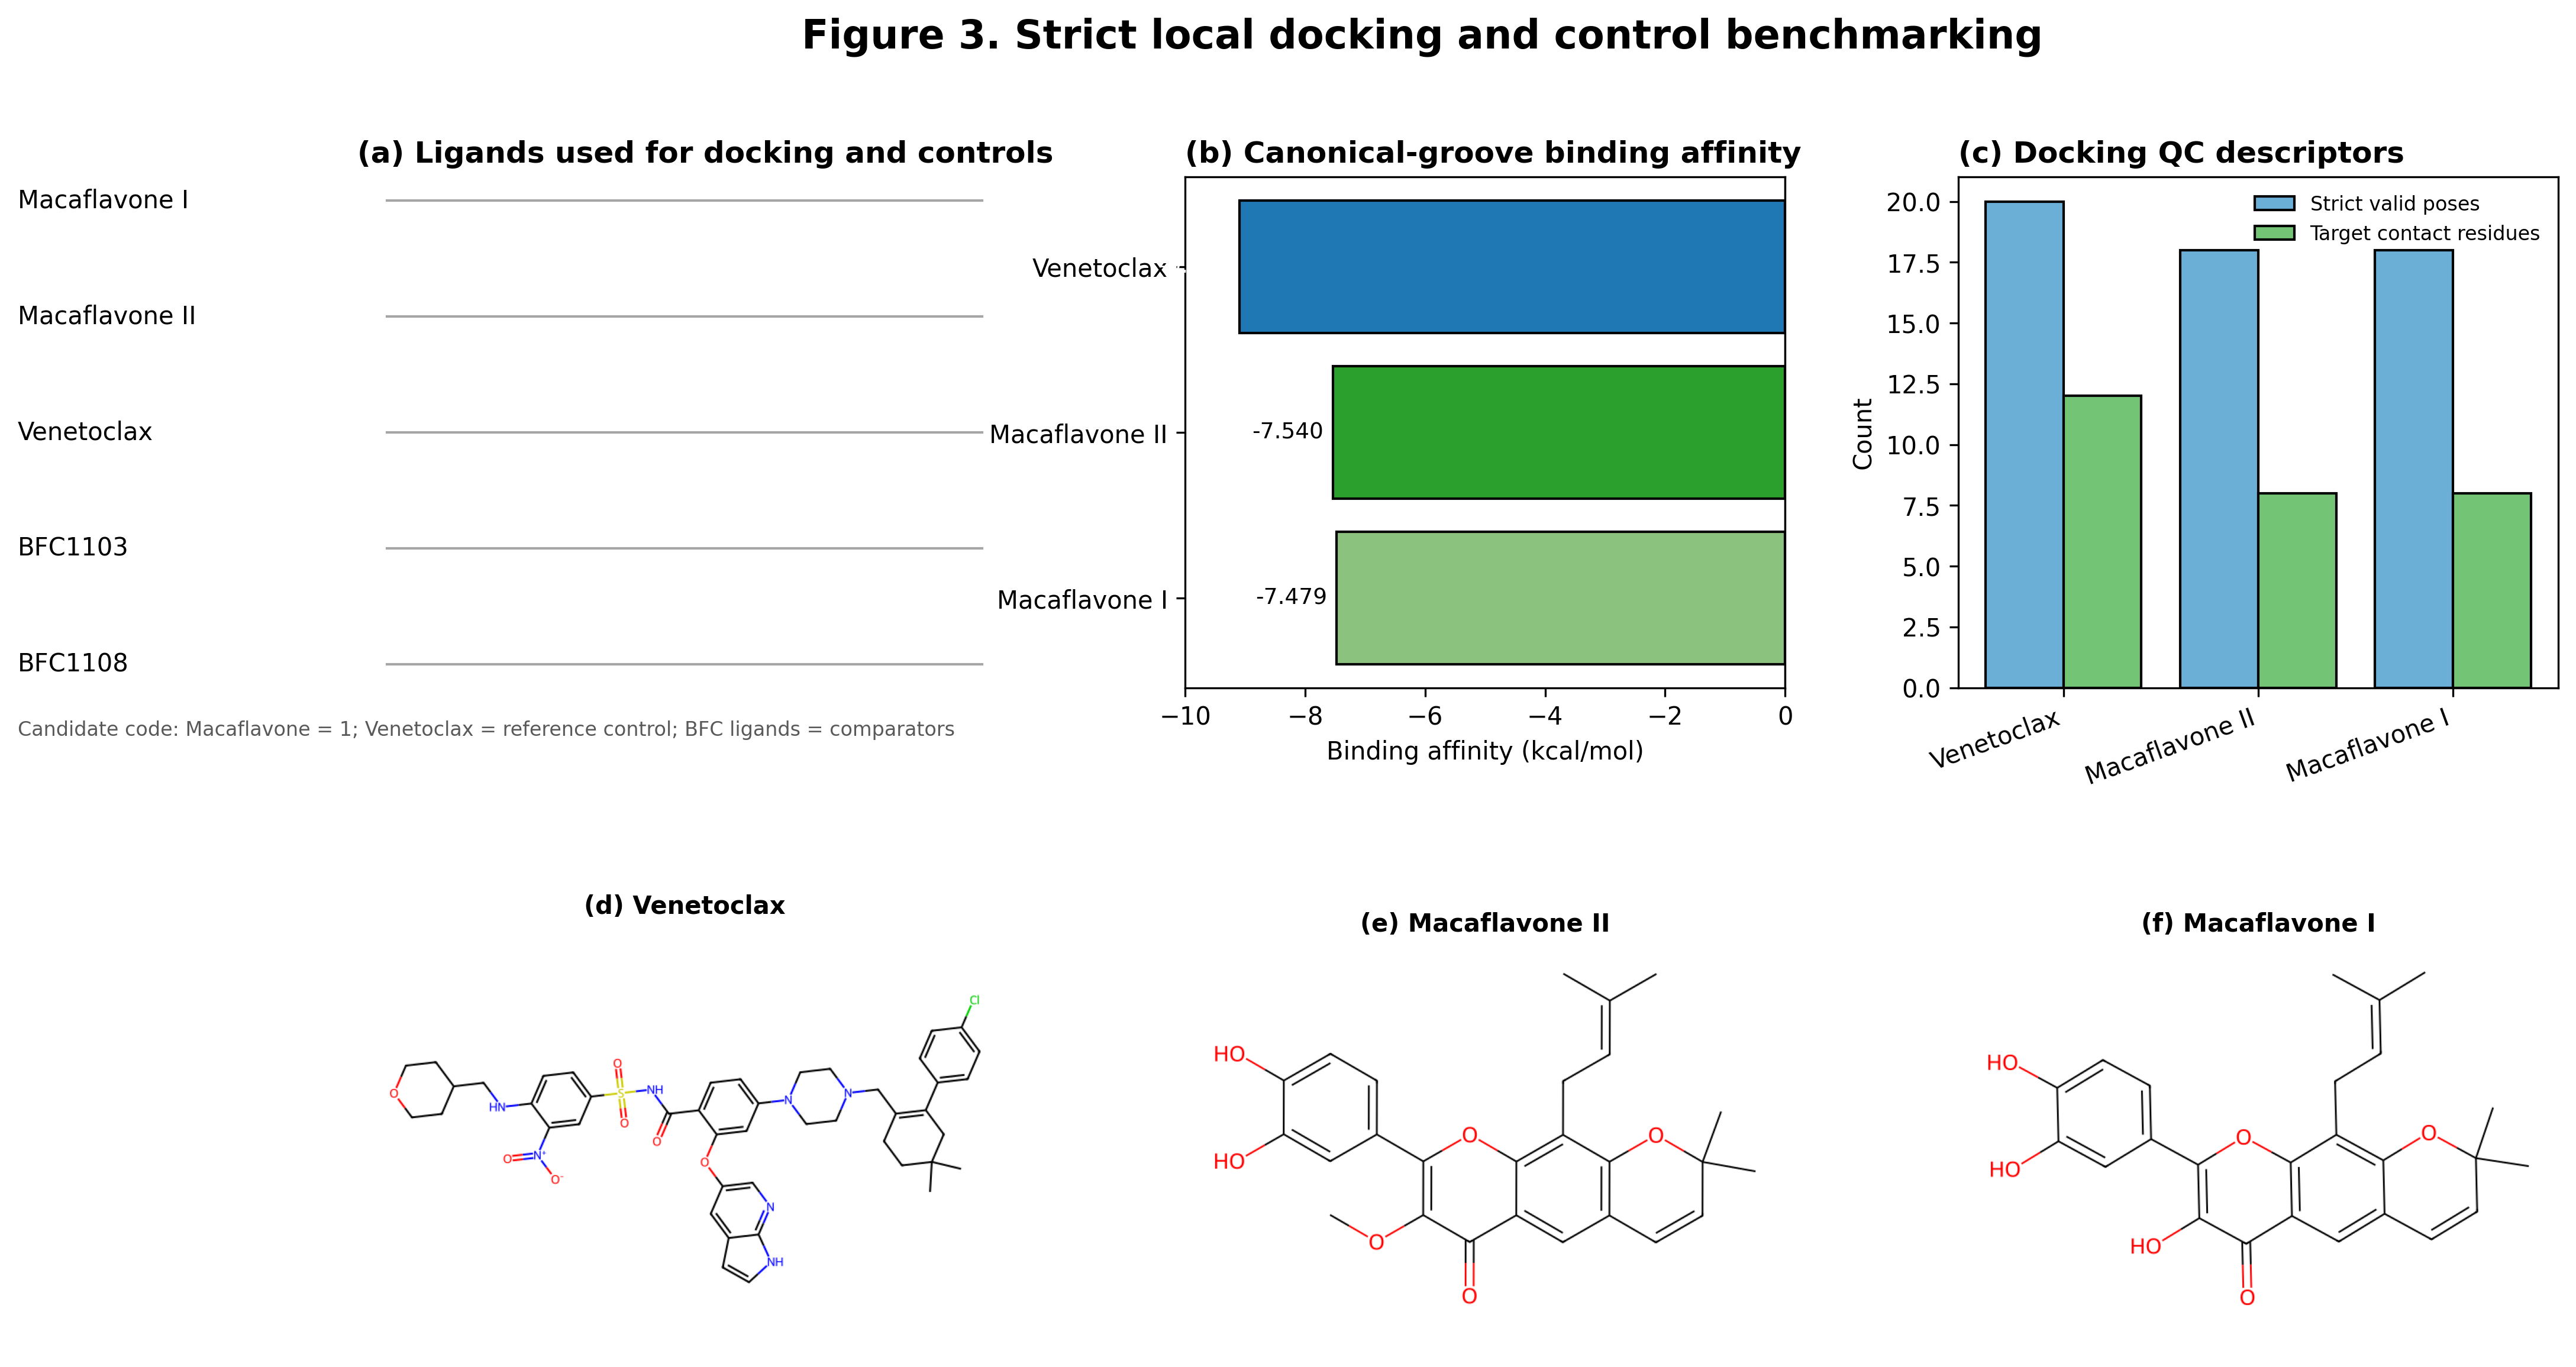 Figure 3. Strict local docking and control benchmarking
(a) Ligands used for docking and controls
Macaflavone I
Macaflavone II
Venetoclax
BFC1103
BFC1108
Candidate code: Macaflavone = 1; Venetoclax = reference control; BFC ligands = comparators
(b) Canonical-groove binding affinity
Venetoclax
Macaflavone II
-7.540
Macaflavone I
-7.479
−10 −8 −6 −4 −2 0
Binding affinity (kcal/mol)
(c) Docking QC descriptors
Strict valid poses
Target contact residues
20.0
17.5
15.0
12.5
10.0
7.5
5.0
2.5
0.0
Count
Venetoclax
Macaflavone II
Macaflavone I
(d) Venetoclax
Cl
O
HN
O
N⁺
O⁻
O
S
O
NH
O
O
N
N
N
NH
(e) Macaflavone II
HO
HO
O
O
O
O
(f) Macaflavone I
HO
HO
O
O
HO
O